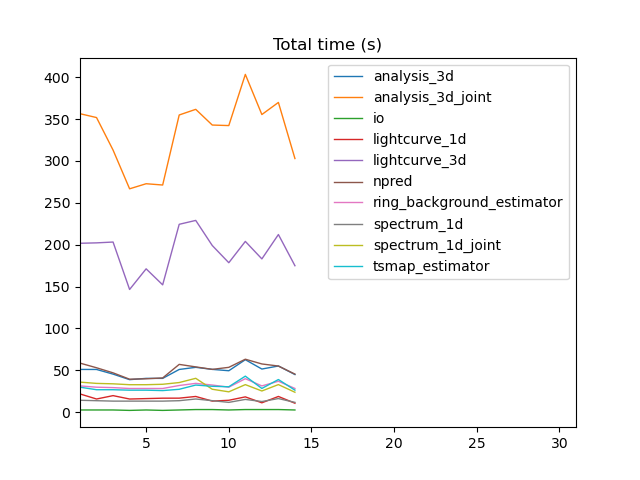 Total time (s)
400
350
300
250
200
150
100
50
0
5
10
15
20
25
30
analysis_3d
analysis_3d_joint
io
lightcurve_1d
lightcurve_3d
npred
ring_background_estimator
spectrum_1d
spectrum_1d_joint
tsmap_estimator